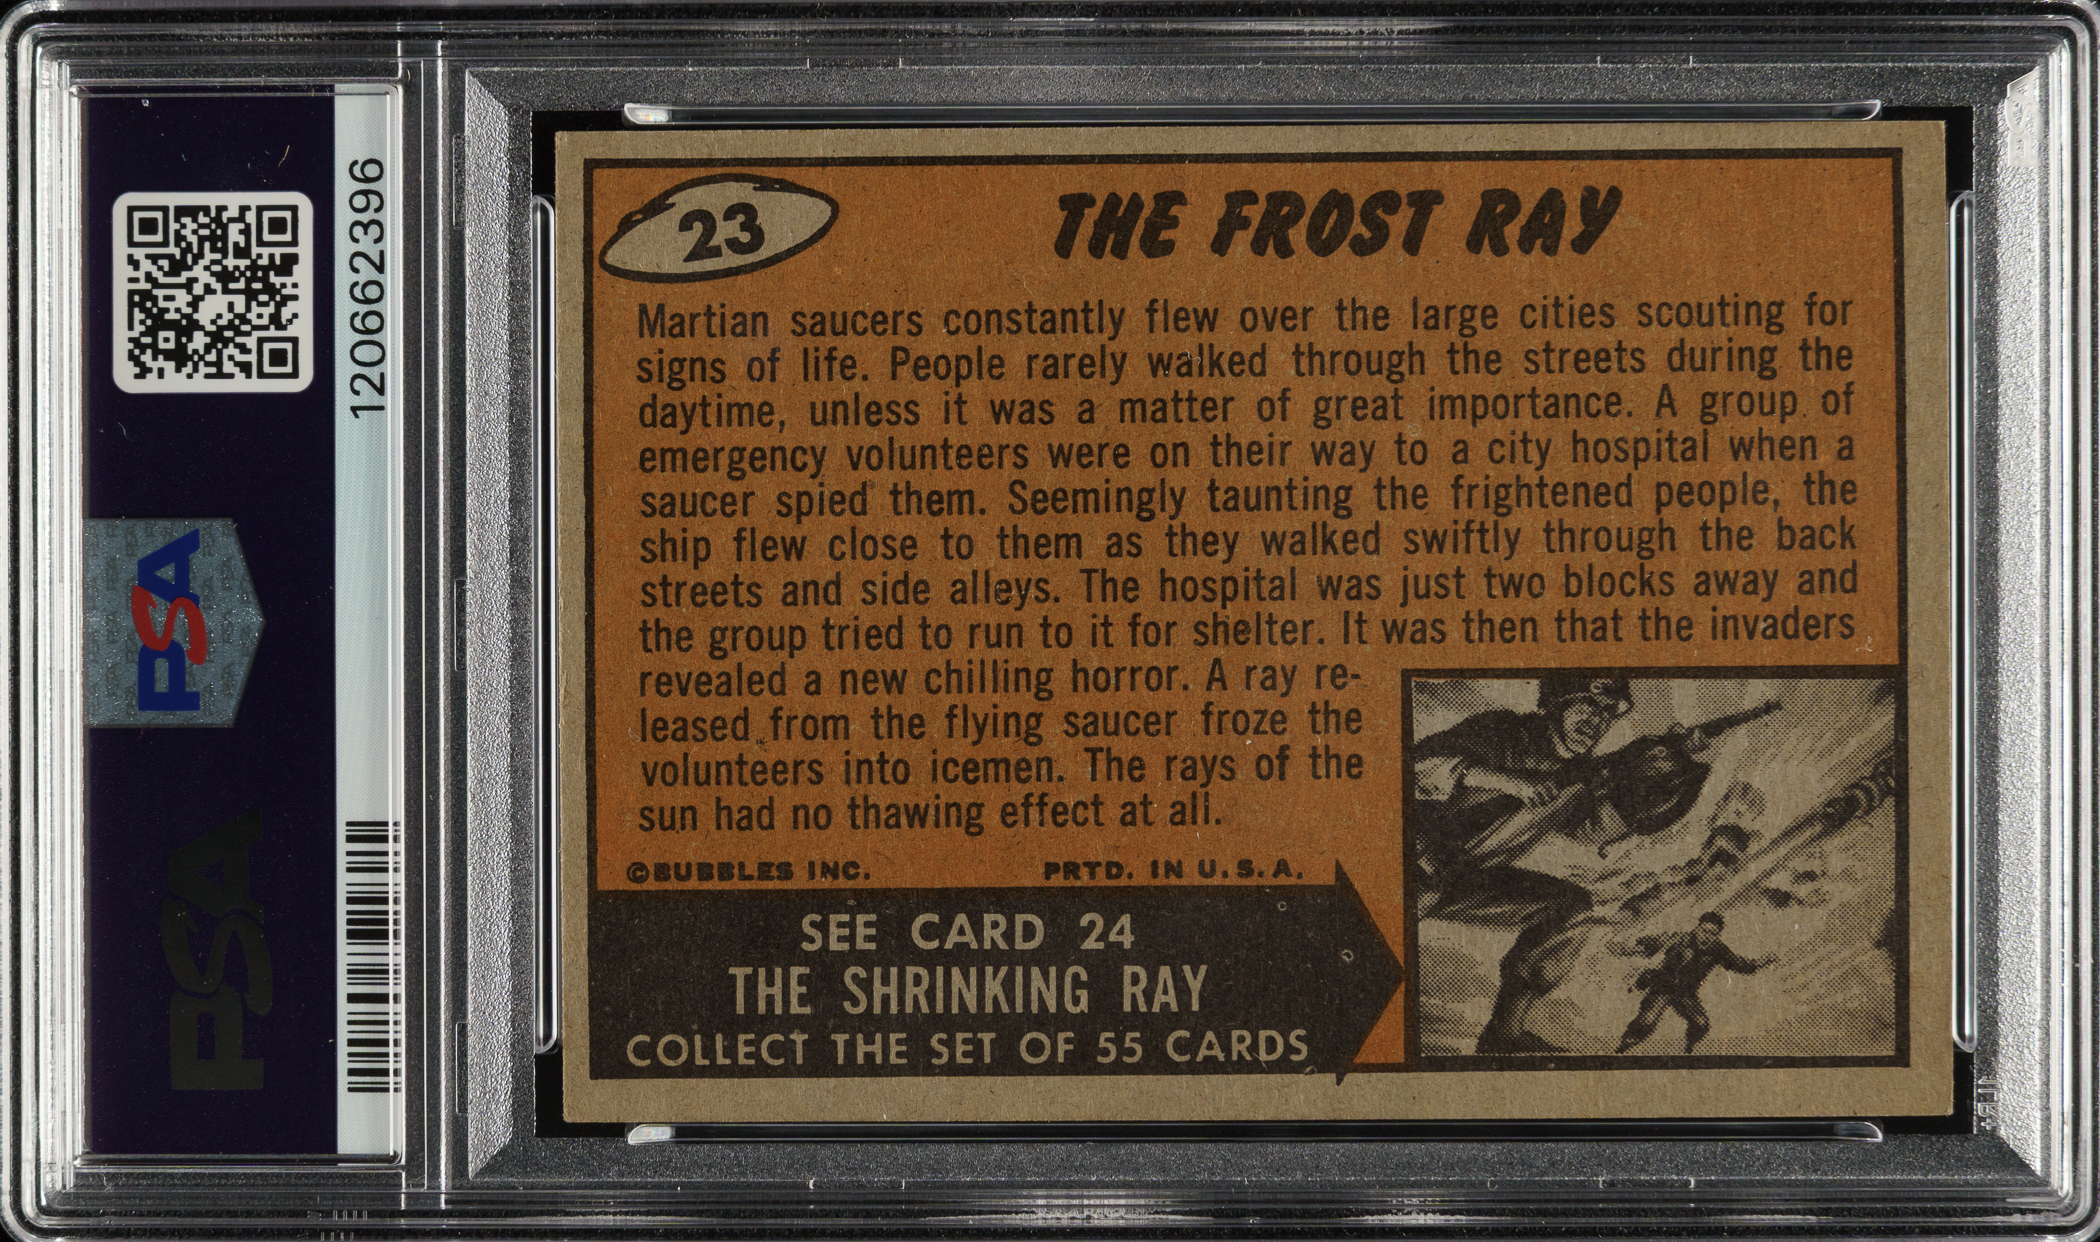 23
THE FROST RAY
Martian saucers constantly flew over the large cities scouting for
signs of life. People rarely walked through the streets during the
daytime, unless it was a matter of great importance. A group of
emergency volunteers were on their way to a city hospital when a
saucer spied them. Seemingly taunting the frightened people, the
ship flew close to them as they walked swiftly through the back
streets and side alleys. The hospital was just two blocks away and
the group tried to run to it for shelter. It was then that the invaders
revealed a new chilling horror. A ray re-
leased from the flying saucer froze the
volunteers into icemen. The rays of the
sun had no thawing effect at all.
©BUBBLES INC. PRTD. IN U.S.A.
SEE CARD 24
THE SHRINKING RAY
COLLECT THE SET OF 55 CARDS
120662396
PSA
PSA